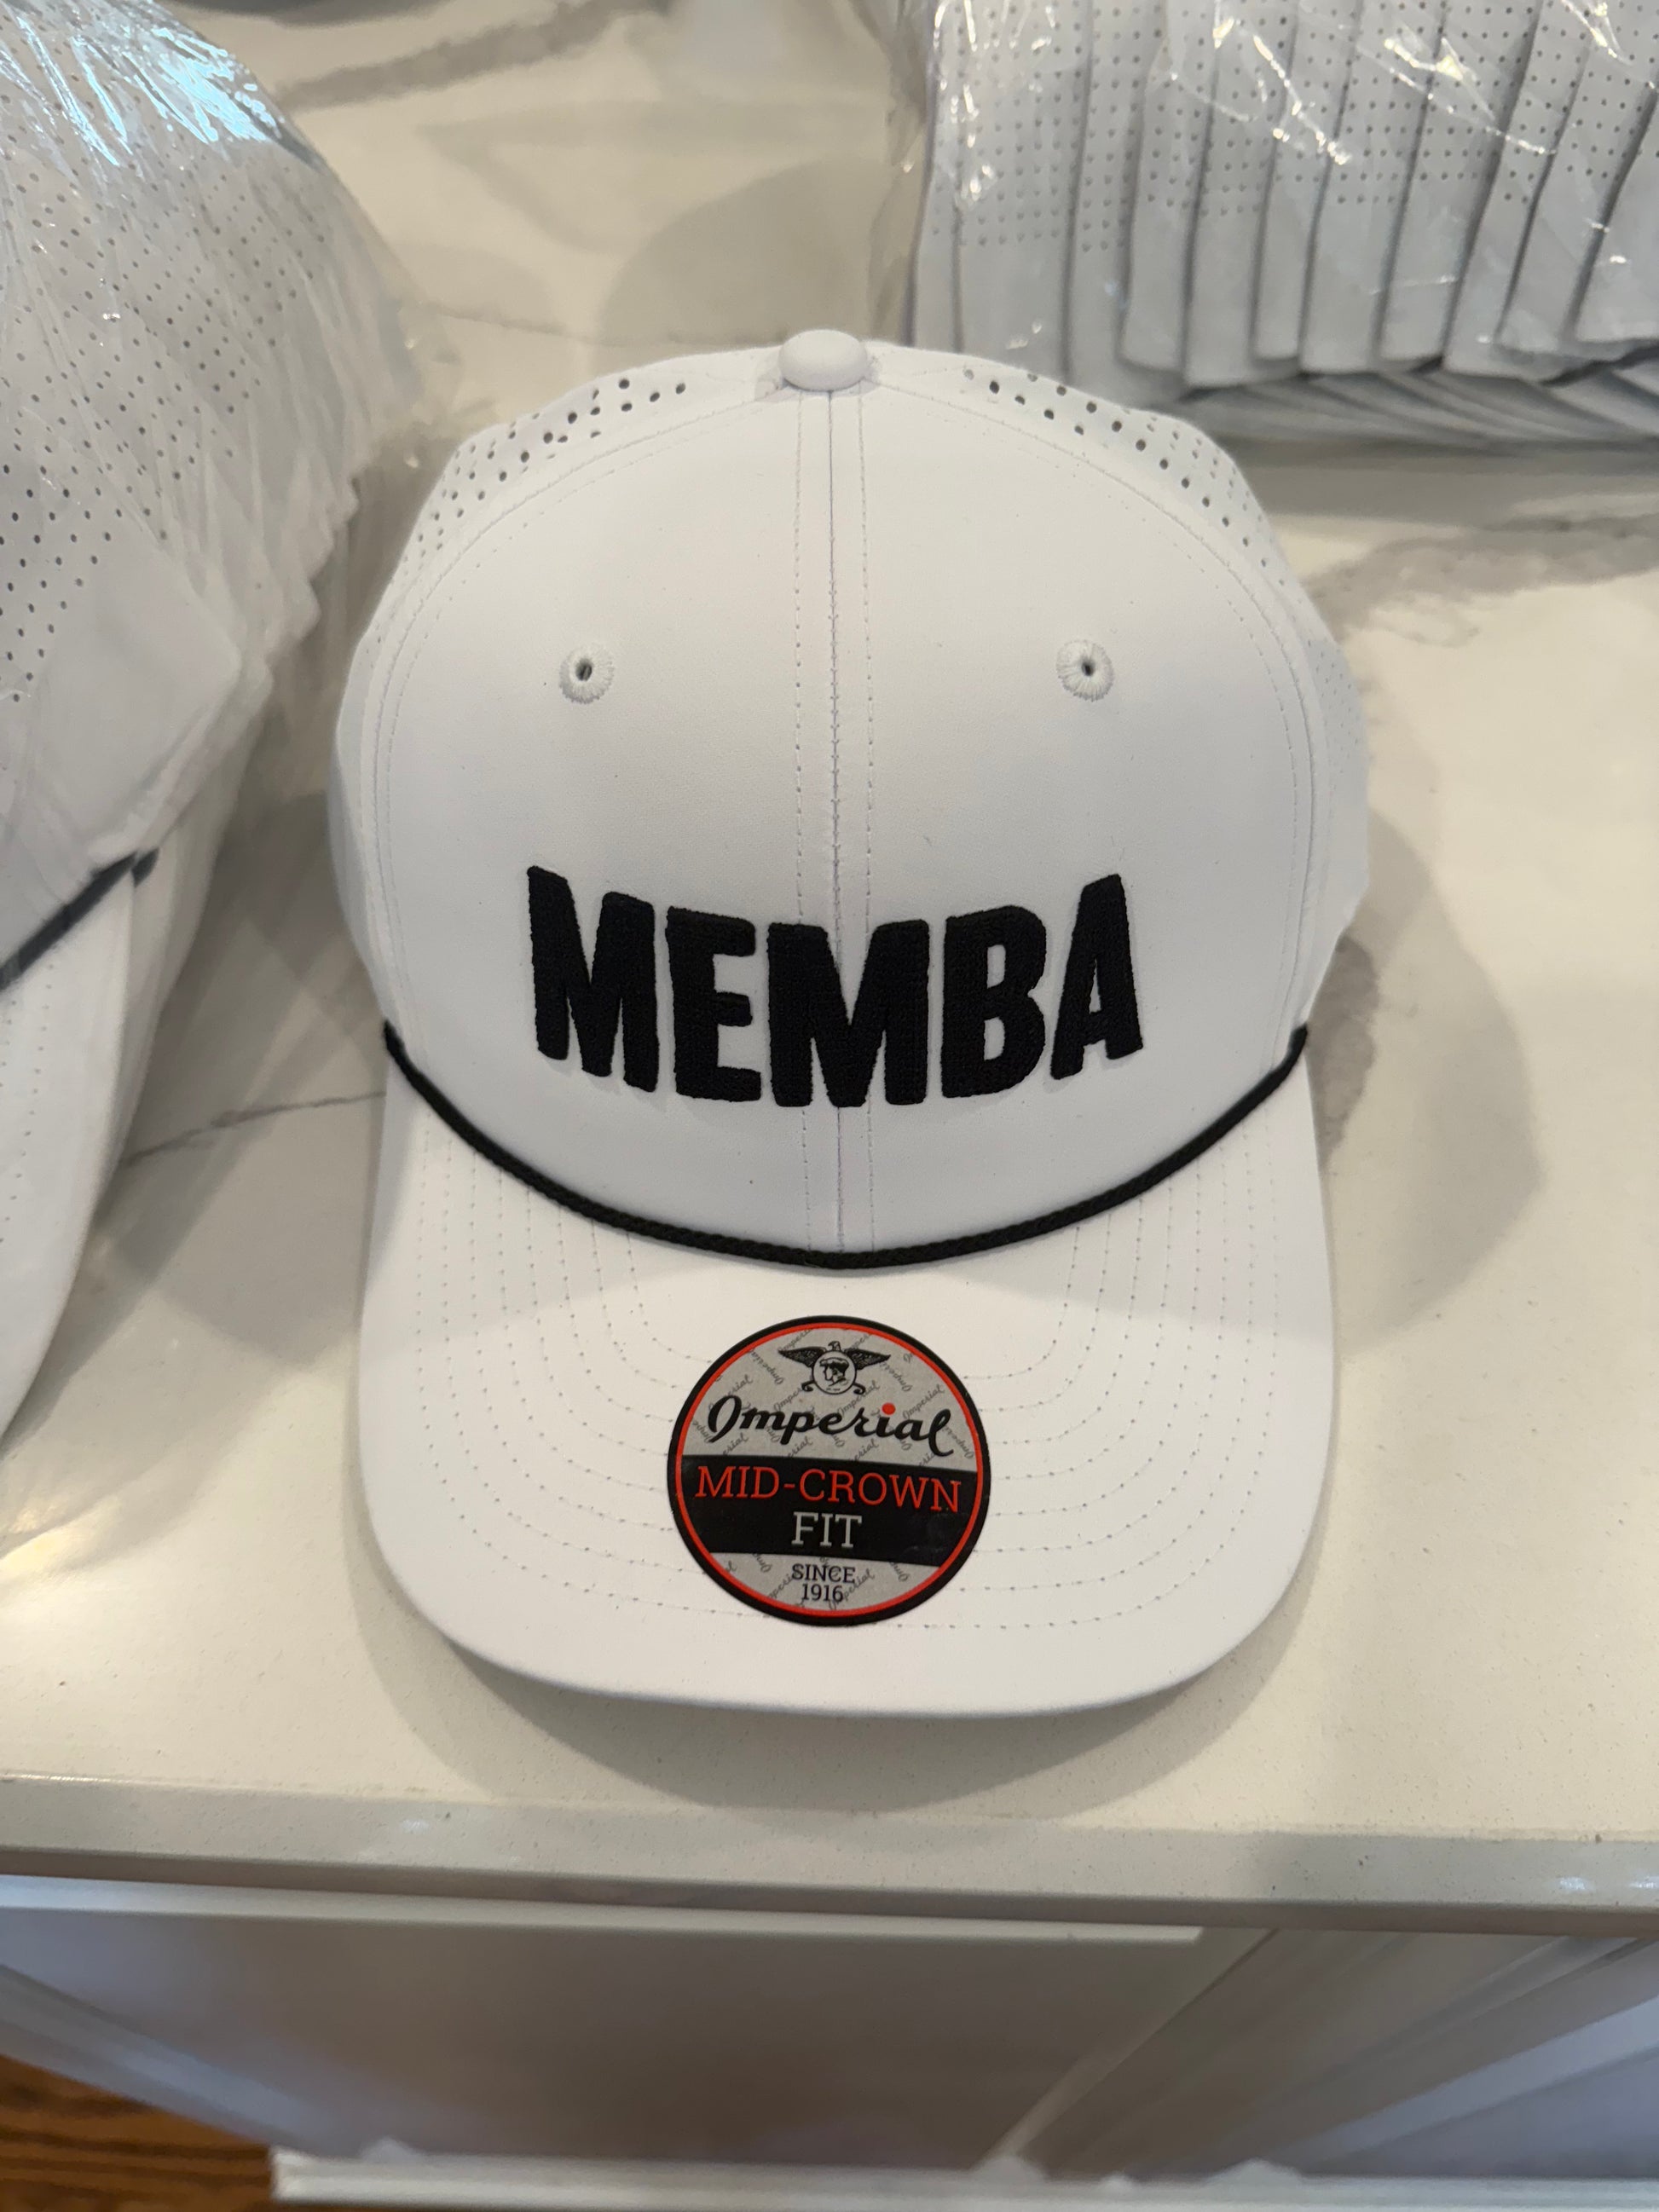 MEMBA
Imperial
MID-CROWN
FIT
SINCE
1916